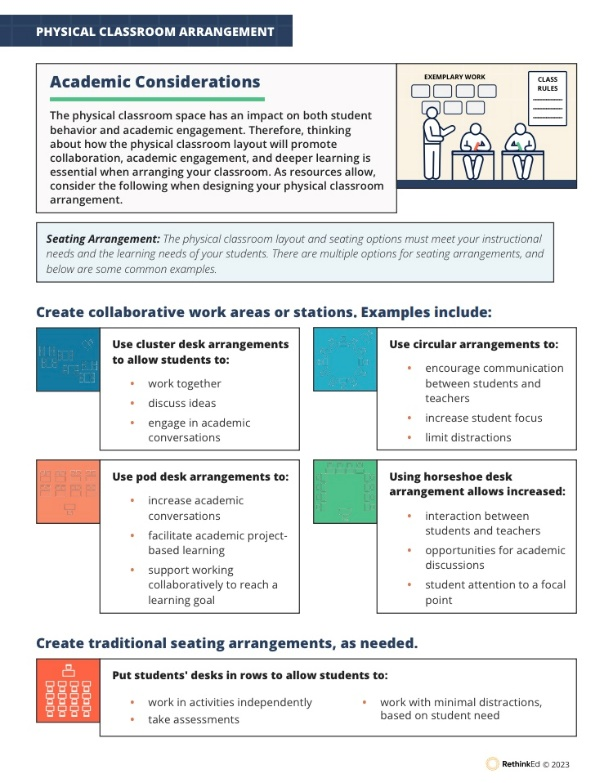 PHYSICAL CLASSROOM ARRANGEMENT
Academic Considerations
The physical classroom space has an impact on both student
behavior and academic engagement. Therefore, thinking
about how the physical classroom layout will promote
collaboration, academic engagement, and deeper learning is
essential when arranging your classroom. As resources allow,
consider the following when designing your physical classroom
arrangement.
EXEMPLARY WORK
CLASS
RULES
Seating Arrangement: The physical classroom layout and seating options must meet your instructional
needs and the learning needs of your students. There are multiple options for seating arrangements, and
below are some common examples.
Create collaborative work areas or stations. Examples include:
Use cluster desk arrangements
to allow students to:
• work together
• discuss ideas
• engage in academic
conversations
Use circular arrangements to:
• encourage communication
between students and
teachers
• increase student focus
• limit distractions
Use pod desk arrangements to:
• increase academic
conversations
• facilitate academic project-
based learning
• support working
collaboratively to reach a
learning goal
Using horseshoe desk
arrangement allows increased:
• interaction between
students and teachers
• opportunities for academic
discussions
• student attention to a focal
point
Create traditional seating arrangements, as needed.
Put students' desks in rows to allow students to:
• work in activities independently
• take assessments
• work with minimal distractions,
based on student need
RethinkEd © 2023